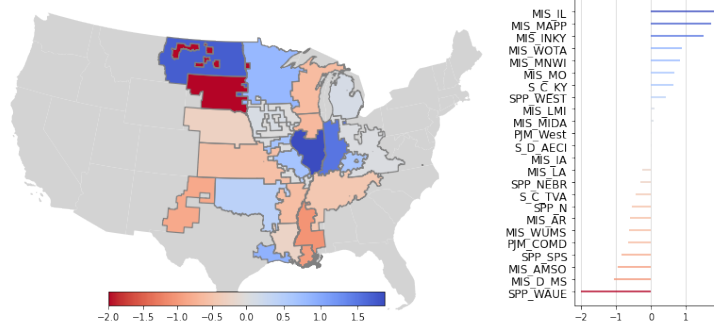 MIS_IL
MIS_MAPP
MIS_INKY
MIS_WOTA
MIS_MNWI
MIS_MO
S_C_KY
SPP_WEST
MIS_LMI
MIS_MIDA
PJM_West
S_D_AECI
MIS_IA
MIS_LA
SPP_NEBR
S_C_TVA
SPP_N
MIS_AR
MIS_WUMS
PJM_COMD
SPP_SPS
MIS_AMSO
MIS_D_MS
SPP_WAUE
−2.0 −1.5 −1.0 −0.5 0.0 0.5 1.0 1.5
−2 −1 0 1